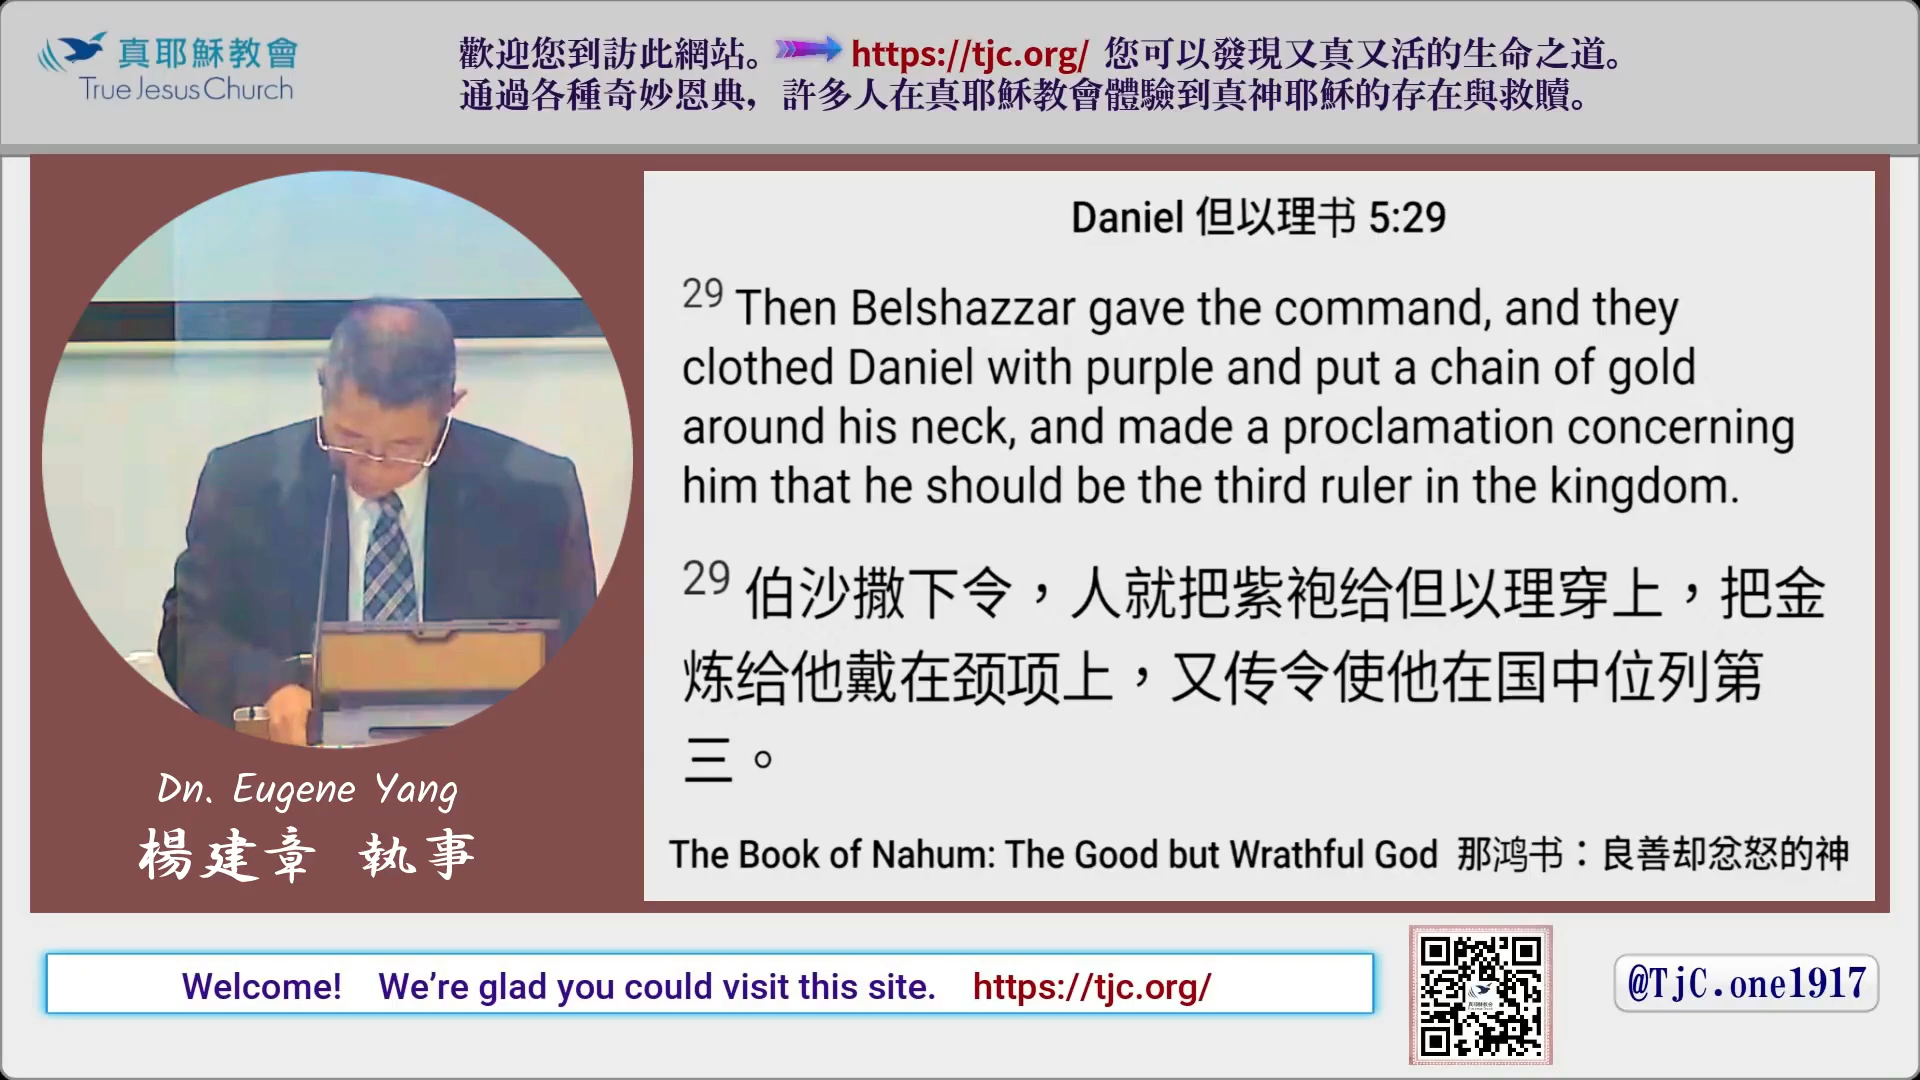 真耶穌教會
True Jesus Church
歡迎您到訪此網站。 https://tjc.org/ 您可以發現又真又活的生命之道。
通過各種奇妙恩典，許多人在真耶穌教會體驗到真神耶穌的存在與救贖。
Daniel 但以理书 5:29
29 Then Belshazzar gave the command, and they
clothed Daniel with purple and put a chain of gold
around his neck, and made a proclamation concerning
him that he should be the third ruler in the kingdom.
29 伯沙撒下令，人就把紫袍给但以理穿上，把金
炼给他戴在颈项上，又传令使他在国中位列第
三。
The Book of Nahum: The Good but Wrathful God 那鸿书：良善却忿怒的神
Dn. Eugene Yang
楊建章 執事
Welcome! We’re glad you could visit this site. https://tjc.org/
@TjC.one1917